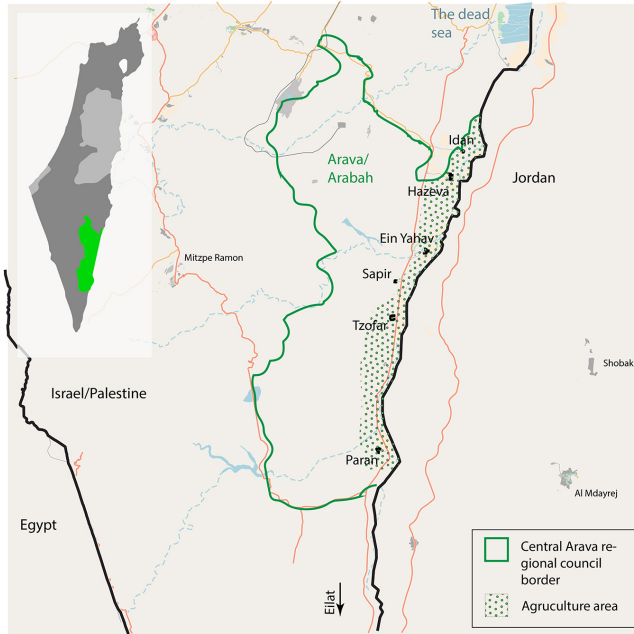 The dead
sea
Idan
Arava/
Arabah
Jordan
Hazeva
Ein Yahav
Mitzpe Ramon
Sapir
Tzofar
Shobak
Israel/Palestine
Paran
Al Mdayrej
Egypt
Central Arava re-
gional council
border
Agruculture area
Eilat